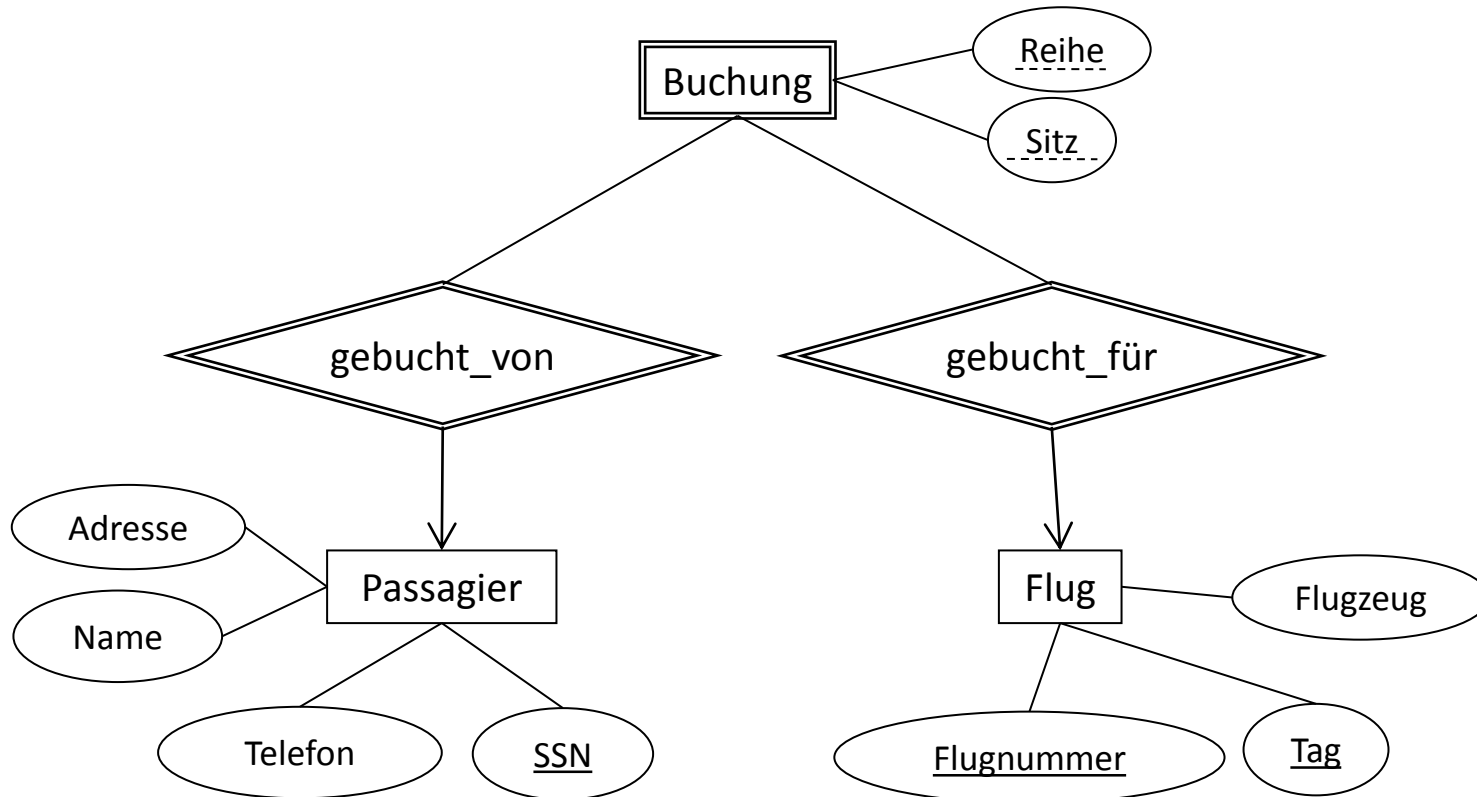 Reihe
Buchung
Sitz
gebucht_von
gebucht_für
Adresse
Passagier
Flug
Flugzeug
Name
Telefon
SSN
Flugnummer
Tag